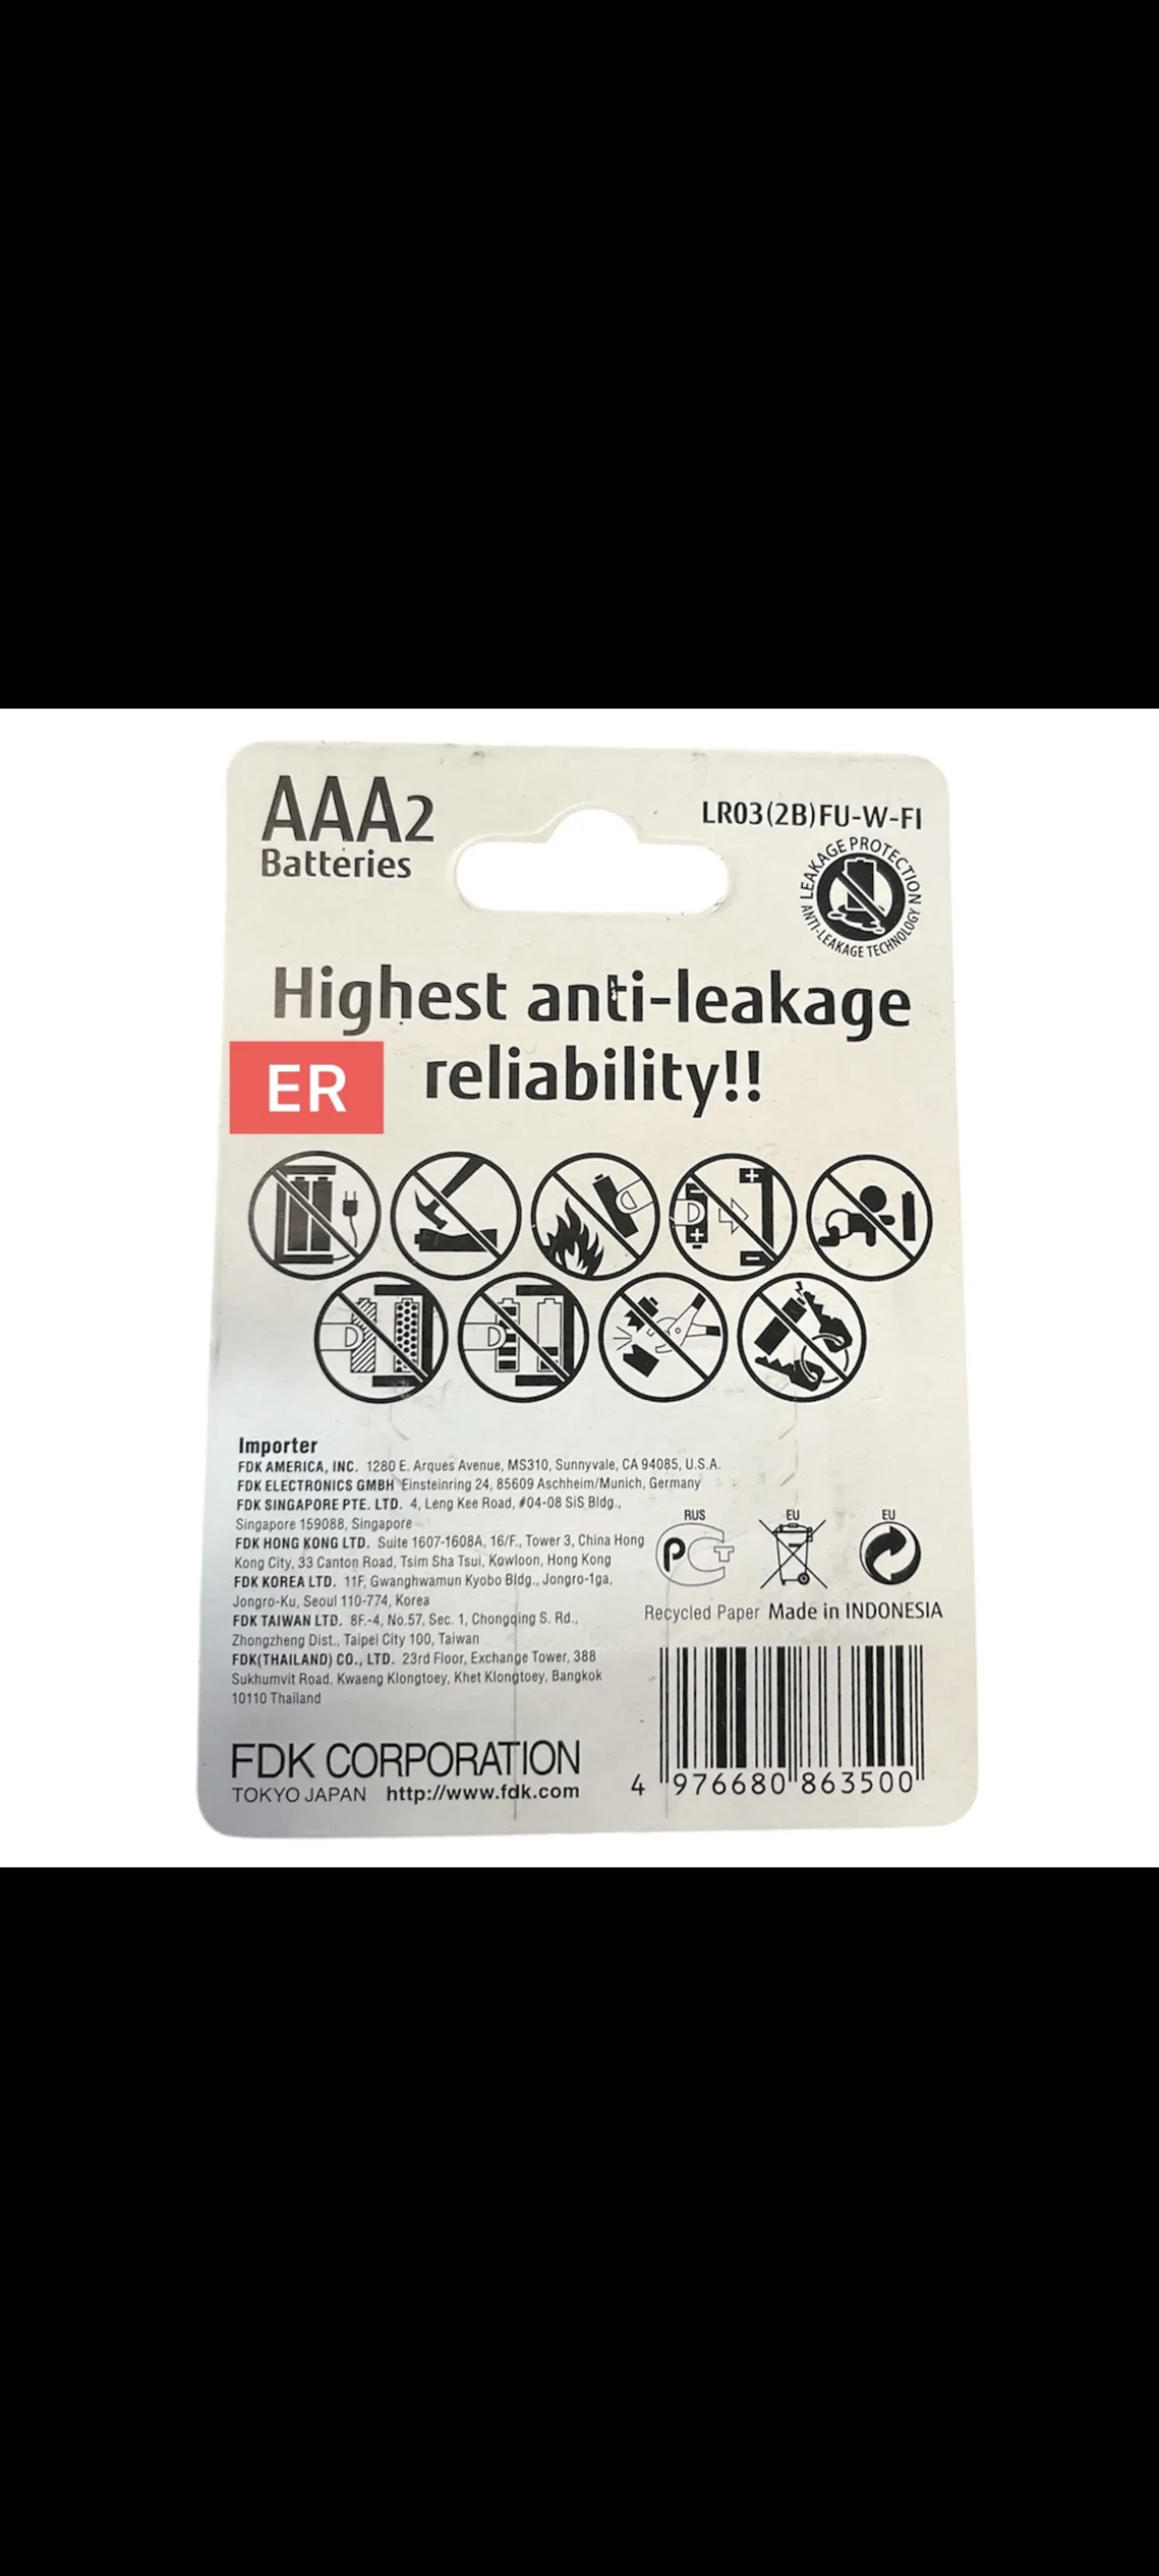 AAA2
Batteries
LR03(2B)FU-W-FI
LEAKAGE PROTECTION
ANTI-LEAKAGE TECHNOLOGY
Highest anti-leakage
ER
reliability!!
Importer
FDK AMERICA, INC. 1280 E. Arques Avenue, MS310, Sunnyvale, CA 94085, U.S.A.
FDK ELECTRONICS GMBH Einsteinring 24, 85609 Aschheim/Munich, Germany
FDK SINGAPORE PTE. LTD. 4, Leng Kee Road, #04-08 SiS Bldg.,
Singapore 159088, Singapore
FDK HONG KONG LTD. Suite 1607-1608A, 16/F., Tower 3, China Hong
Kong City, 33 Canton Road, Tsim Sha Tsui, Kowloon, Hong Kong
FDK KOREA LTD. 11F, Gwanghwamun Kyobo Bldg., Jongro-1ga,
Jongro-Ku, Seoul 110-774, Korea
FDK TAIWAN LTD. 8F.-4, No.57, Sec. 1, Chongqing S. Rd.,
Zhongzheng Dist., Taipei City 100, Taiwan
FDK(THAILAND) CO., LTD. 23rd Floor, Exchange Tower, 388
Sukhumvit Road, Kwaeng Klongtoey, Khet Klongtoey, Bangkok
10110 Thailand
RUS
EU
EU
PCT
Recycled Paper Made in INDONESIA
FDK CORPORATION
TOKYO JAPAN http://www.fdk.com
4 976680 863500